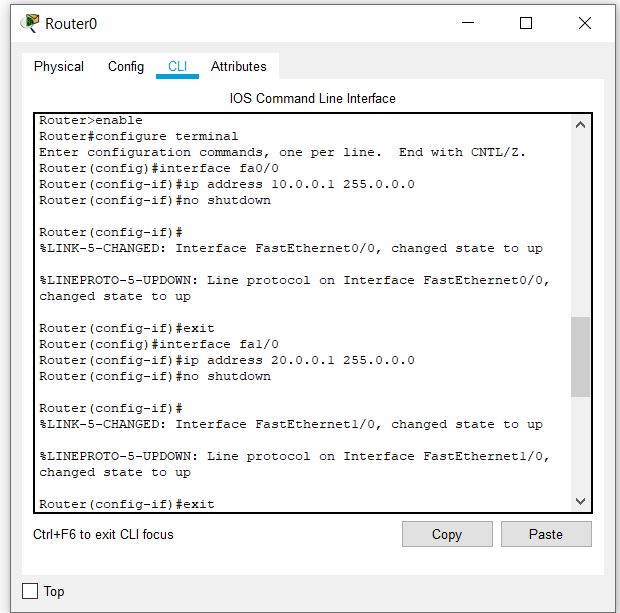 Router0
Physical Config CLI Attributes
IOS Command Line Interface
Router>enable
Router#configure terminal
Enter configuration commands, one per line.  End with CNTL/Z.
Router(config)#interface fa0/0
Router(config-if)#ip address 10.0.0.1 255.0.0.0
Router(config-if)#no shutdown
Router(config-if)#
%LINK-5-CHANGED: Interface FastEthernet0/0, changed state to up
%LINEPROTO-5-UPDOWN: Line protocol on Interface FastEthernet0/0,
changed state to up
Router(config-if)#exit
Router(config)#interface fa1/0
Router(config-if)#ip address 20.0.0.1 255.0.0.0
Router(config-if)#no shutdown
Router(config-if)#
%LINK-5-CHANGED: Interface FastEthernet1/0, changed state to up
%LINEPROTO-5-UPDOWN: Line protocol on Interface FastEthernet1/0,
changed state to up
Router(config-if)#exit
Ctrl+F6 to exit CLI focus Copy Paste
Top